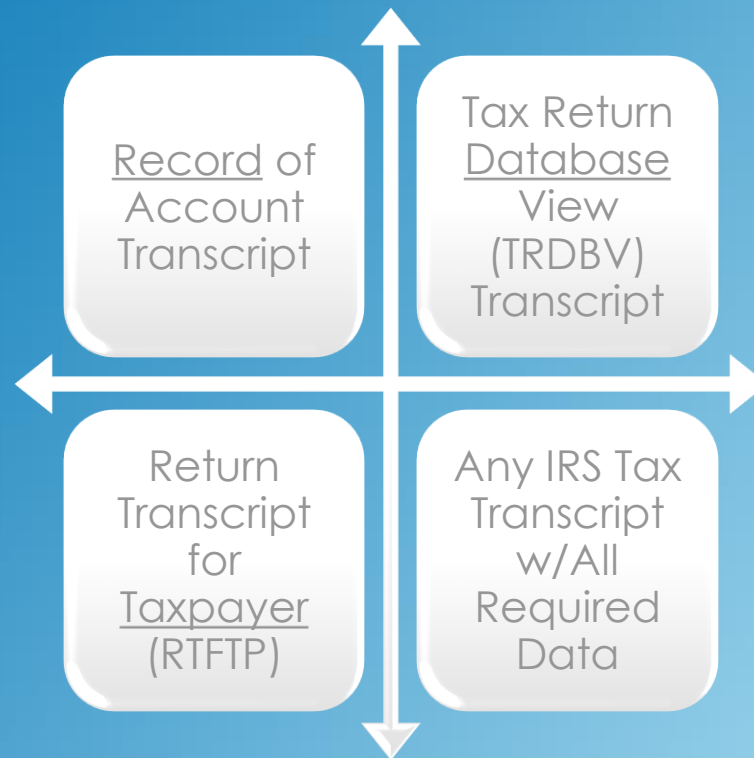 Record of
Account
Transcript
Tax Return
Database
View
(TRDBV)
Transcript
Return
Transcript
for
Taxpayer
(RTFTP)
Any IRS Tax
Transcript
w/All
Required
Data